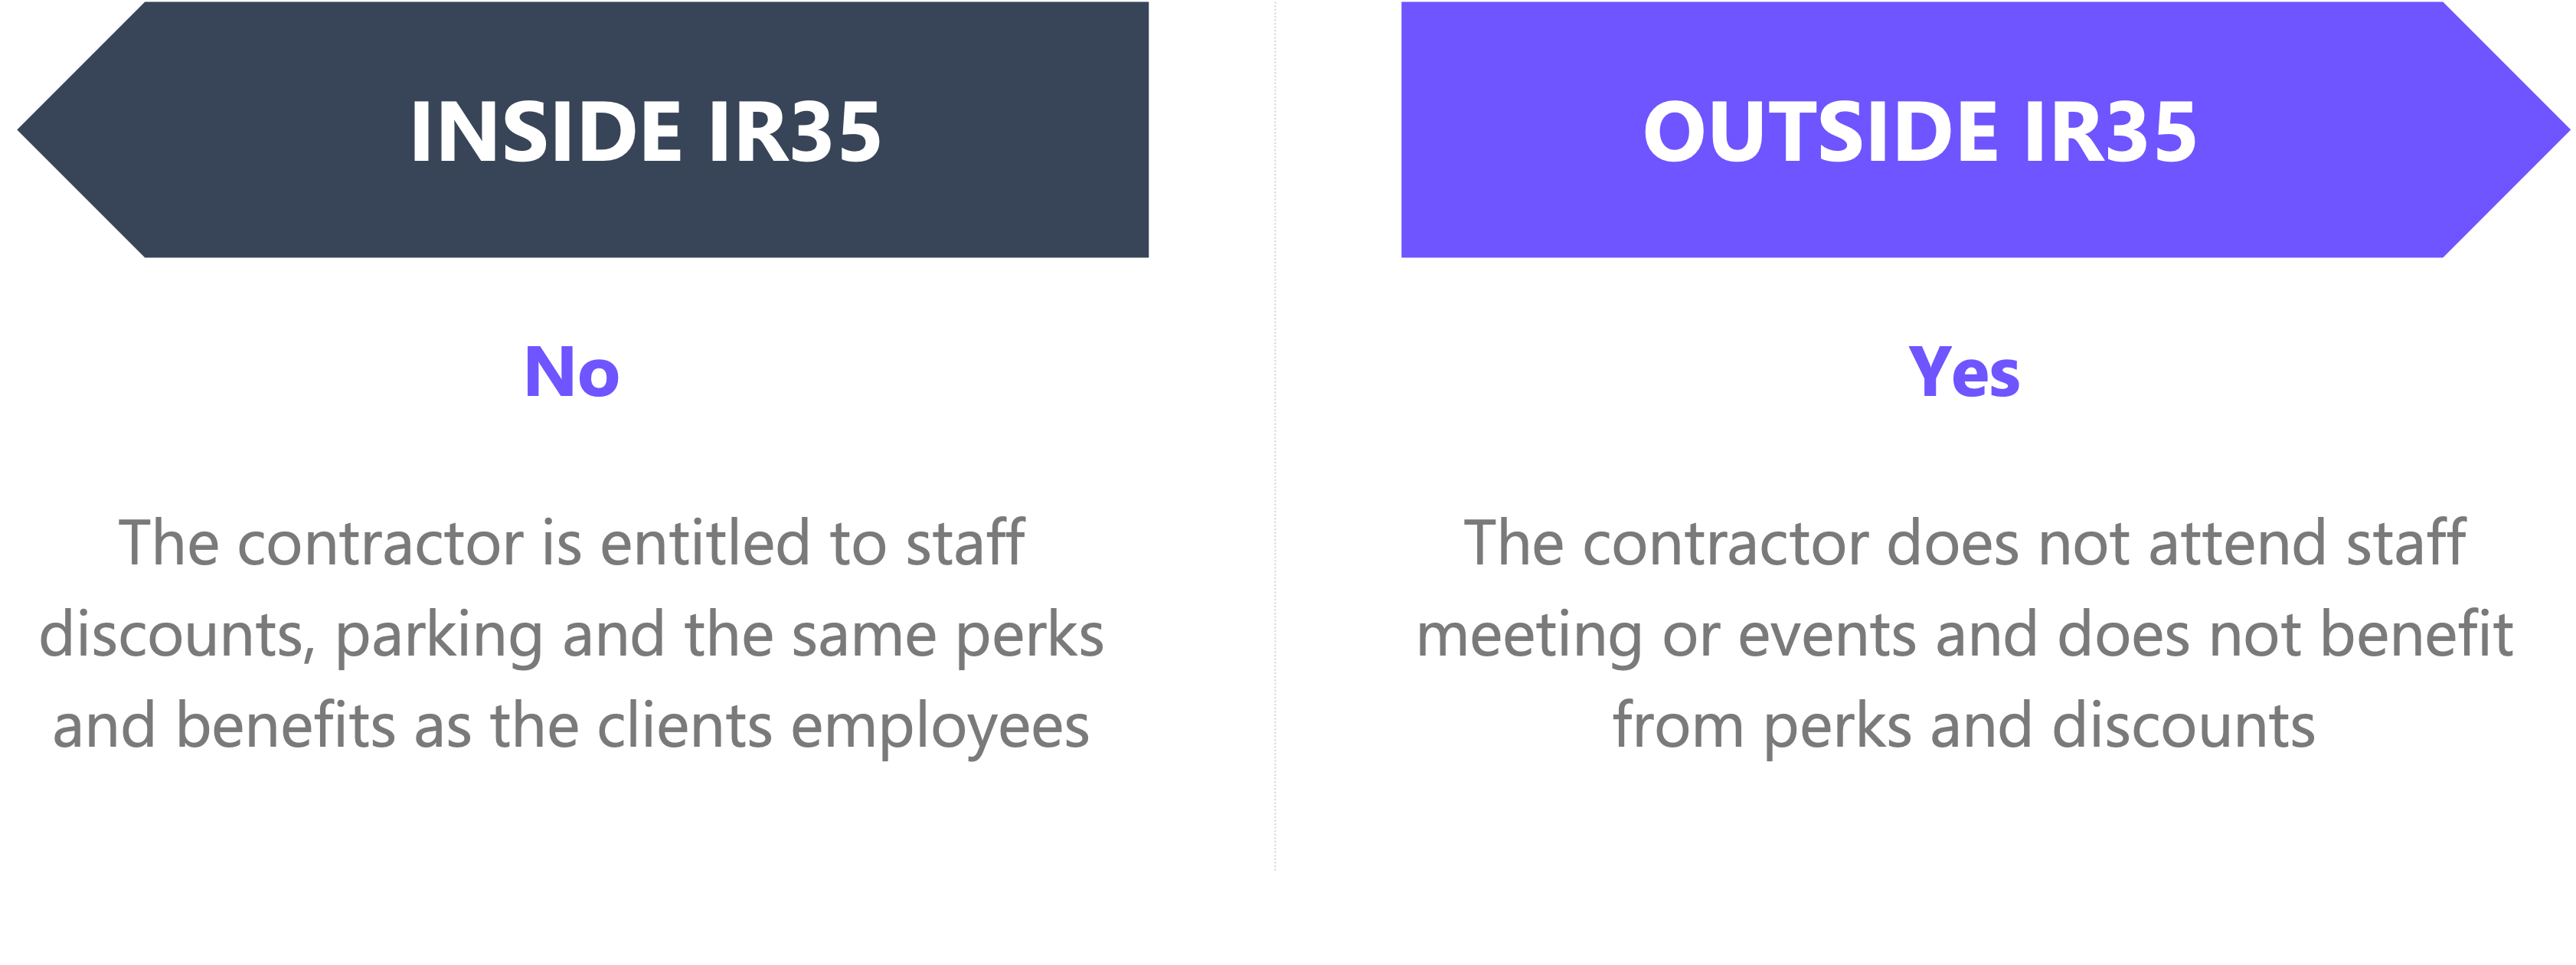 INSIDE IR35
No
The contractor is entitled to staff
discounts, parking and the same perks
and benefits as the clients employees
OUTSIDE IR35
Yes
The contractor does not attend staff
meeting or events and does not benefit
from perks and discounts